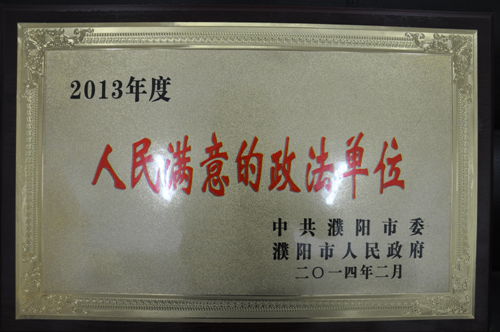 2013年度
人民满意的政法单位
中共濮阳市委
濮阳市人民政府
二〇一四年二月